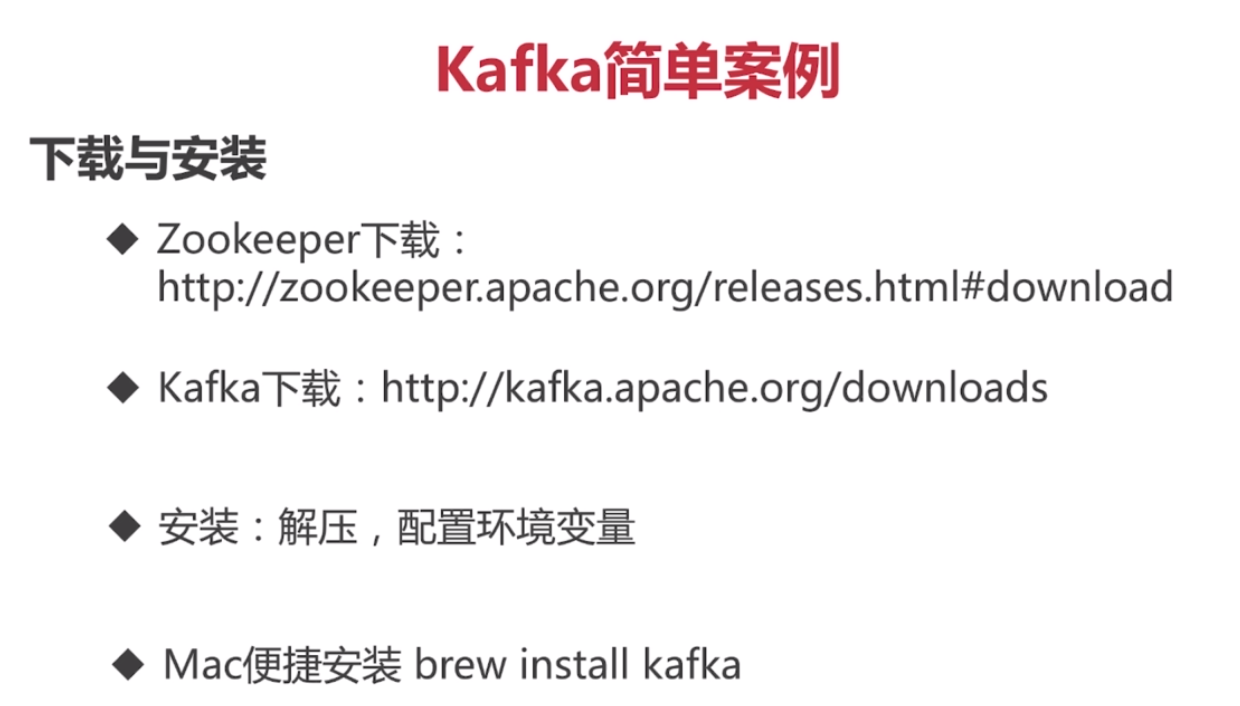 Kafka简单案例
下载与安装
◆ Zookeeper下载：
http://zookeeper.apache.org/releases.html#download
◆ Kafka下载：http://kafka.apache.org/downloads
◆ 安装：解压，配置环境变量
◆ Mac便捷安装 brew install kafka